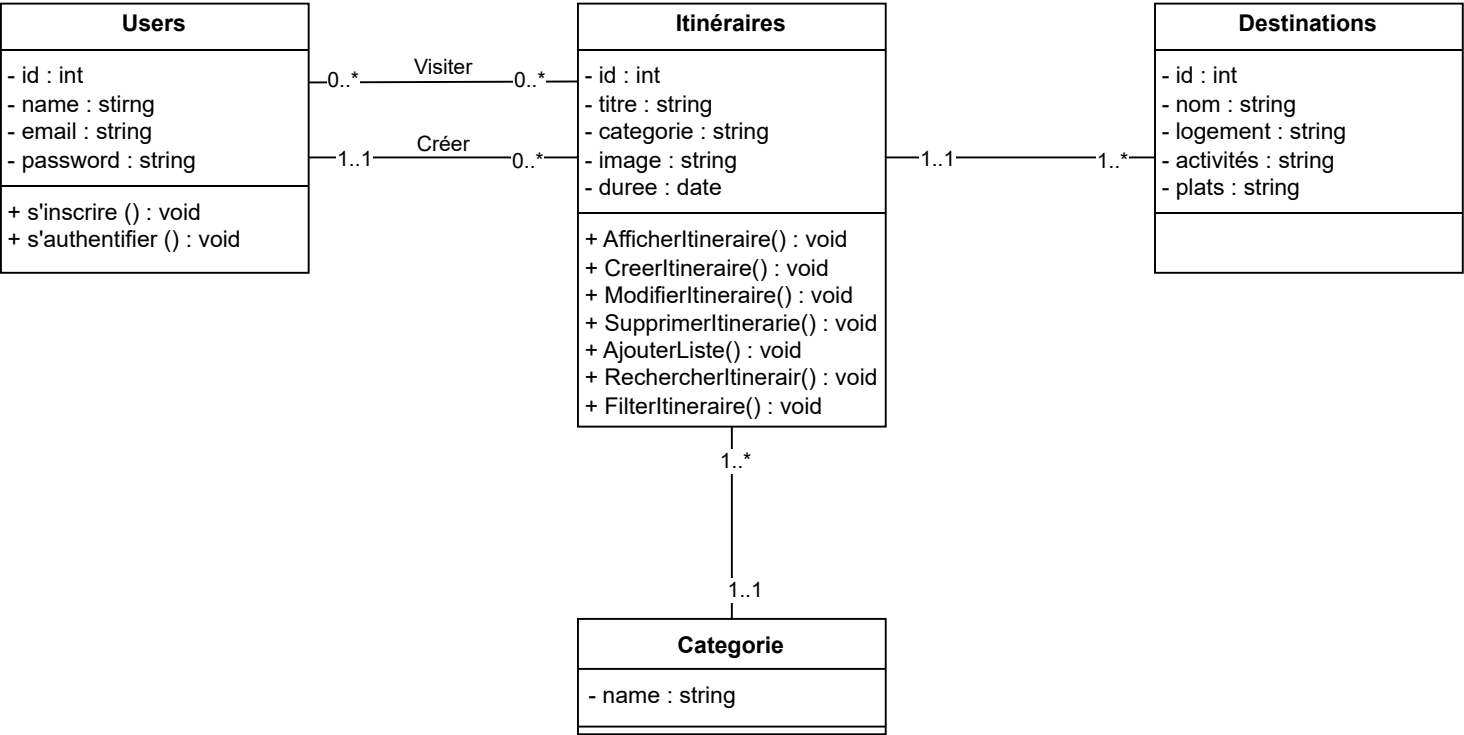 Users
- id : int
- name : stirng
- email : string
- password : string
+ s'inscrire () : void
+ s'authentifier () : void
0..*
Visiter
0..*
1..1
Créer
0..*
Itinéraires
- id : int
- titre : string
- categorie : string
- image : string
- duree : date
+ AfficherItineraire() : void
+ CreerItineraire() : void
+ ModifierItineraire() : void
+ SupprimerItinerarie() : void
+ AjouterListe() : void
+ RechercherItinerair() : void
+ FilterItineraire() : void
1..1
1..*
Destinations
- id : int
- nom : string
- logement : string
- activités : string
- plats : string
1..*
1..1
Categorie
- name : string